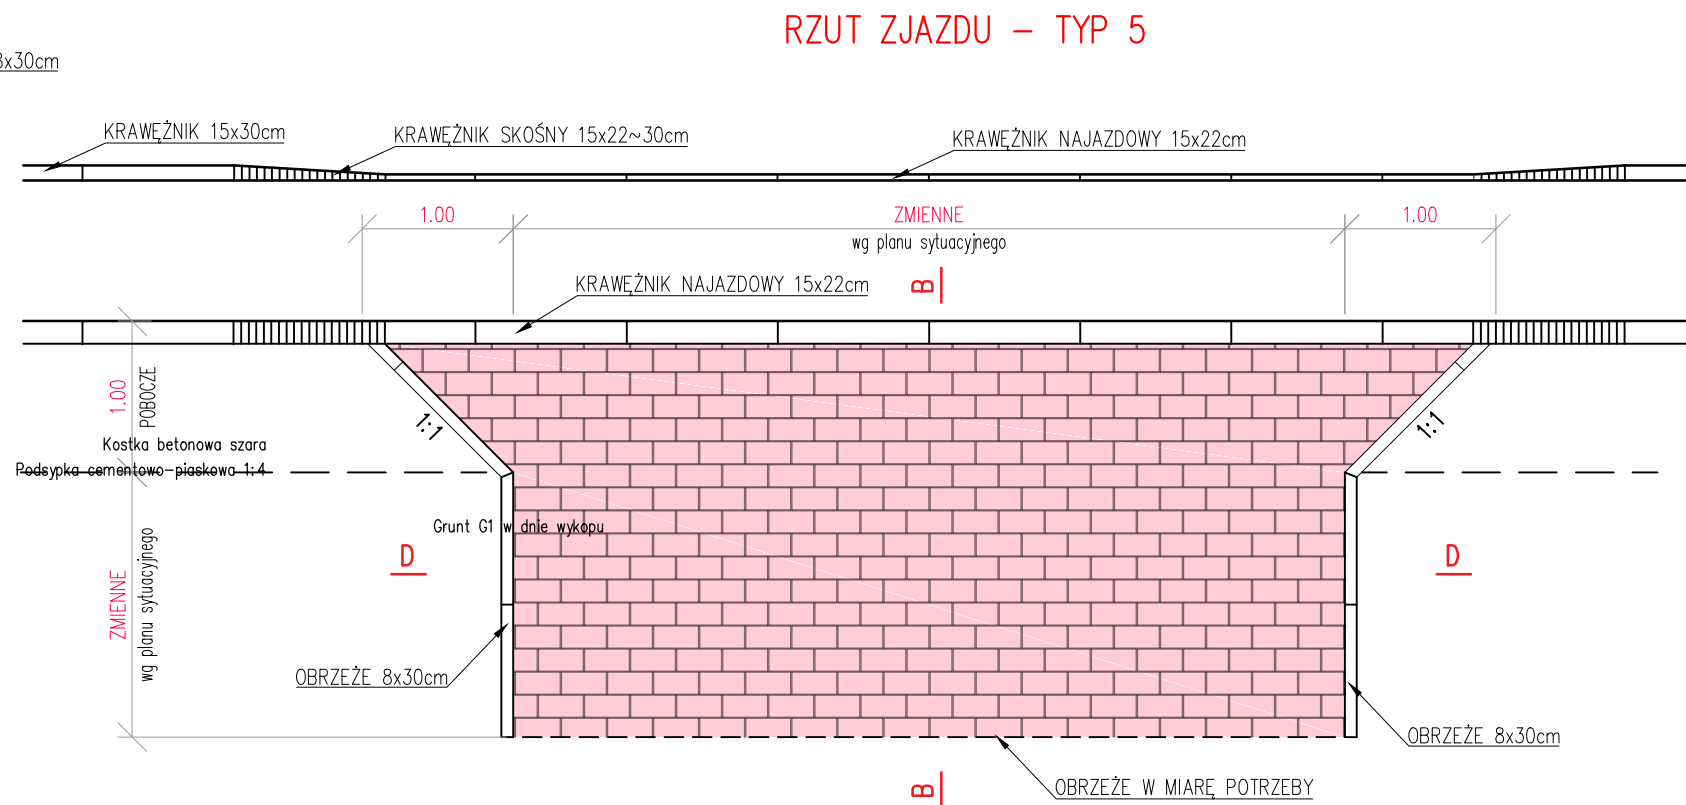 RZUT ZJAZDU - TYP 5
8x30cm
KRAWĘŻNIK 15x30cm
KRAWĘŻNIK SKOŚNY 15x22~30cm
KRAWĘŻNIK NAJAZDOWY 15x22cm
1.00
ZMIENNE
1.00
wg planu sytuacyjnego
B
KRAWĘŻNIK NAJAZDOWY 15x22cm
1.00
POBOCZE
1:1
1:1
Kostka betonowa szara
Podsypka cementowo-piaskowa 1:4
Grunt G1 w dnie wykopu
D
D
ZMIENNE
wg planu sytuacyjnego
OBRZEŻE 8x30cm
OBRZEŻE 8x30cm
OBRZEŻE W MIARĘ POTRZEBY
B